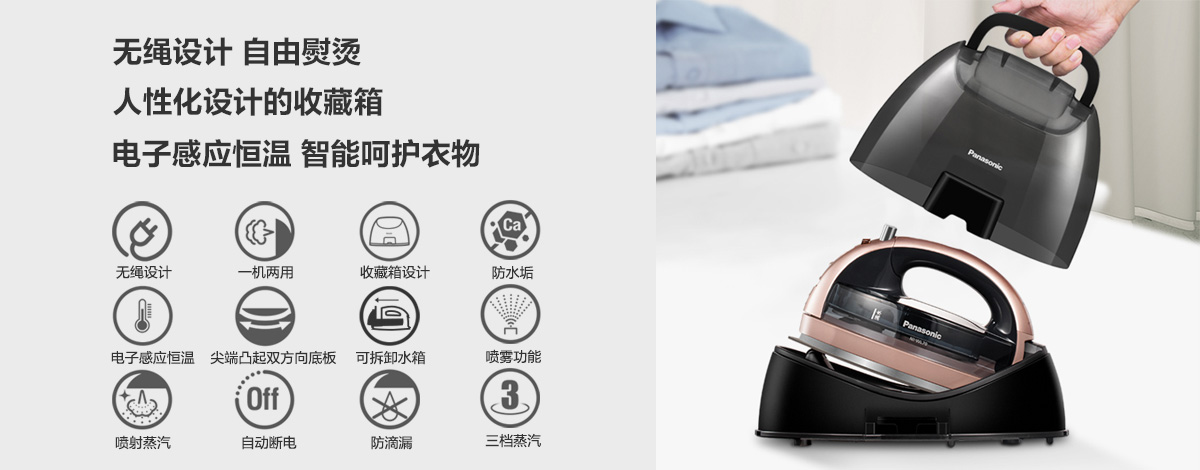 无绳设计 自由熨烫
人性化设计的收藏箱
电子感应恒温 智能呵护衣物
Ca
无绳设计
一机两用
收藏箱设计
防水垢
电子感应恒温
尖端凸起双方向底板
可拆卸水箱
喷雾功能
Off
3
喷射蒸汽
自动断电
防滴漏
三档蒸汽
Panasonic
Panasonic